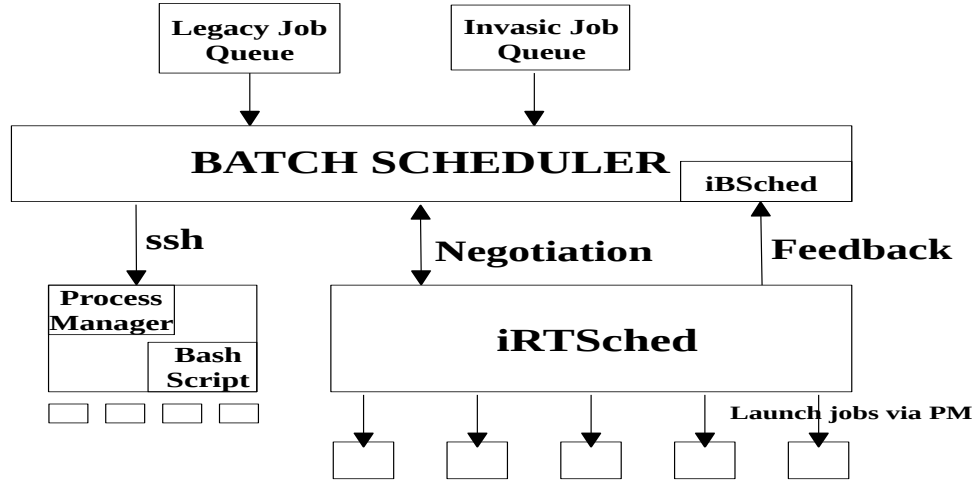 Legacy Job
Queue
Invasic Job
Queue
BATCH SCHEDULER
iBSched
ssh
Negotiation
Feedback
Process
Manager
Bash
Script
iRTSched
Launch jobs via PM